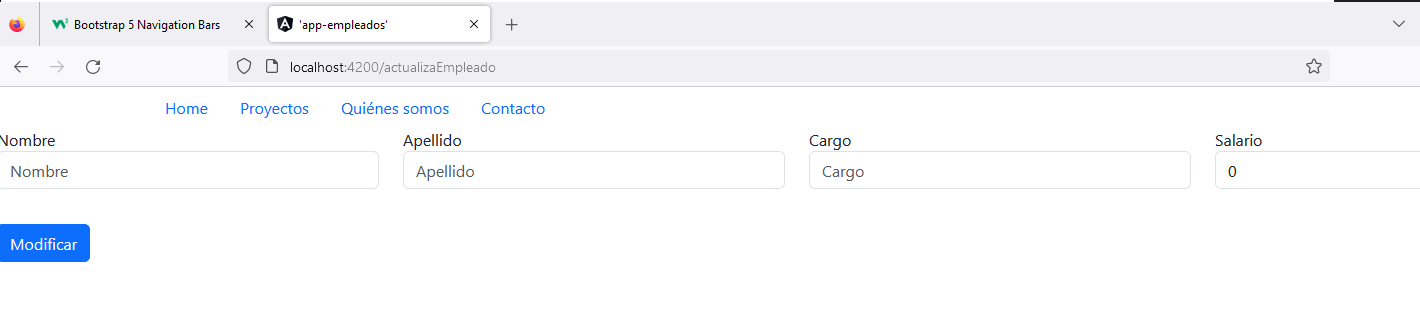 Bootstrap 5 Navigation Bars
'app-empleados'
localhost:4200/actualizaEmpleado
Home Proyectos Quiénes somos Contacto
Nombre Apellido Cargo Salario
Nombre Apellido Cargo 0
Modificar